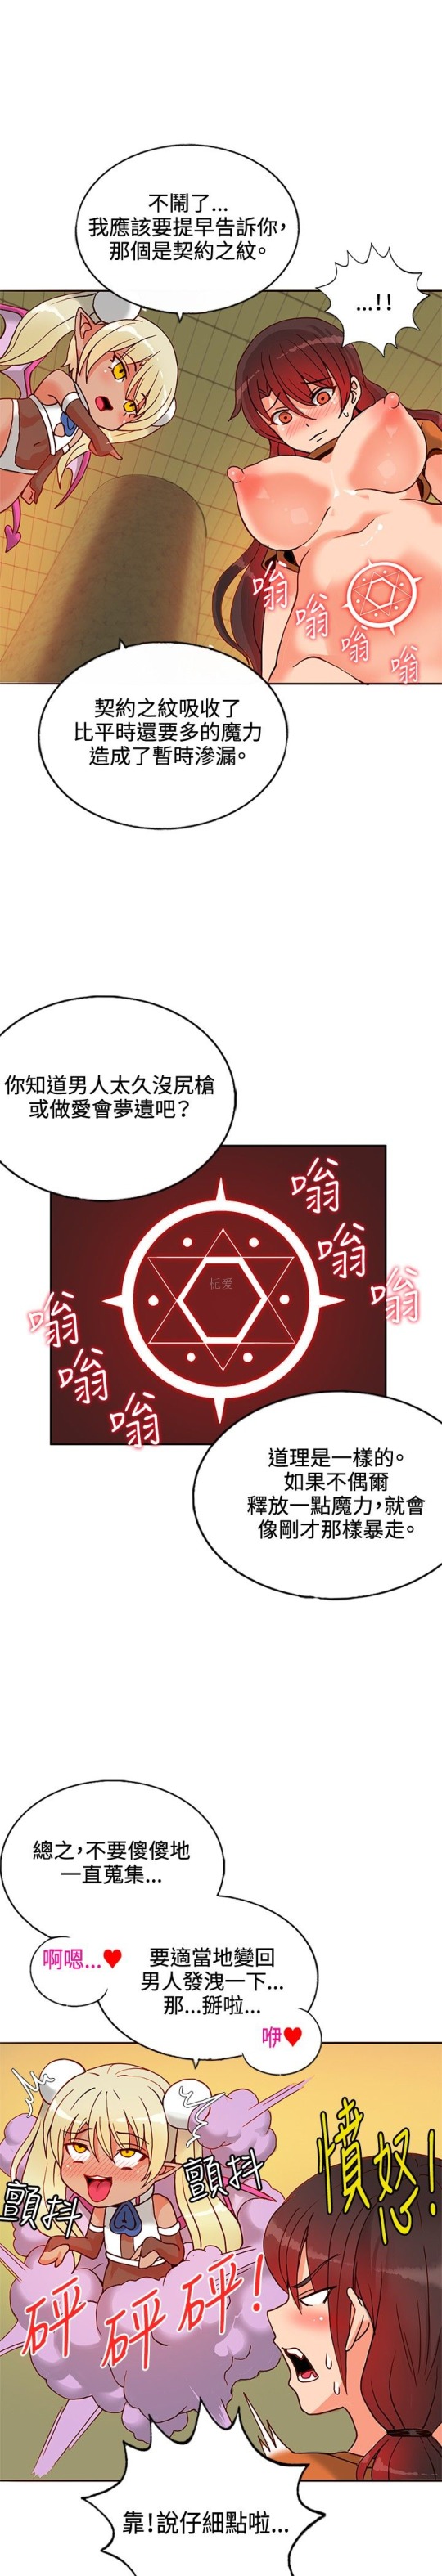 不鬧了…
我應該要提早告訴你，
那個是契約之紋。
…!!
嗡
嗡
嗡
嗡
契約之紋吸收了
比平時還要多的魔力
造成了暫時滲漏。
你知道男人太久沒尻槍
或做愛會夢遺吧？
嗡
嗡
嗡
栀爱
嗡
嗡
嗡
道理是一樣的。
如果不偶爾
釋放一點魔力，就會
像剛才那樣暴走。
總之，不要傻傻地
一直蒐集…
啊嗯…♥
要適當地變回
男人發洩一下…
那…掰啦…
咿♥
顫抖
顫抖
憤怒！
砰砰砰！
靠！說仔細點啦…